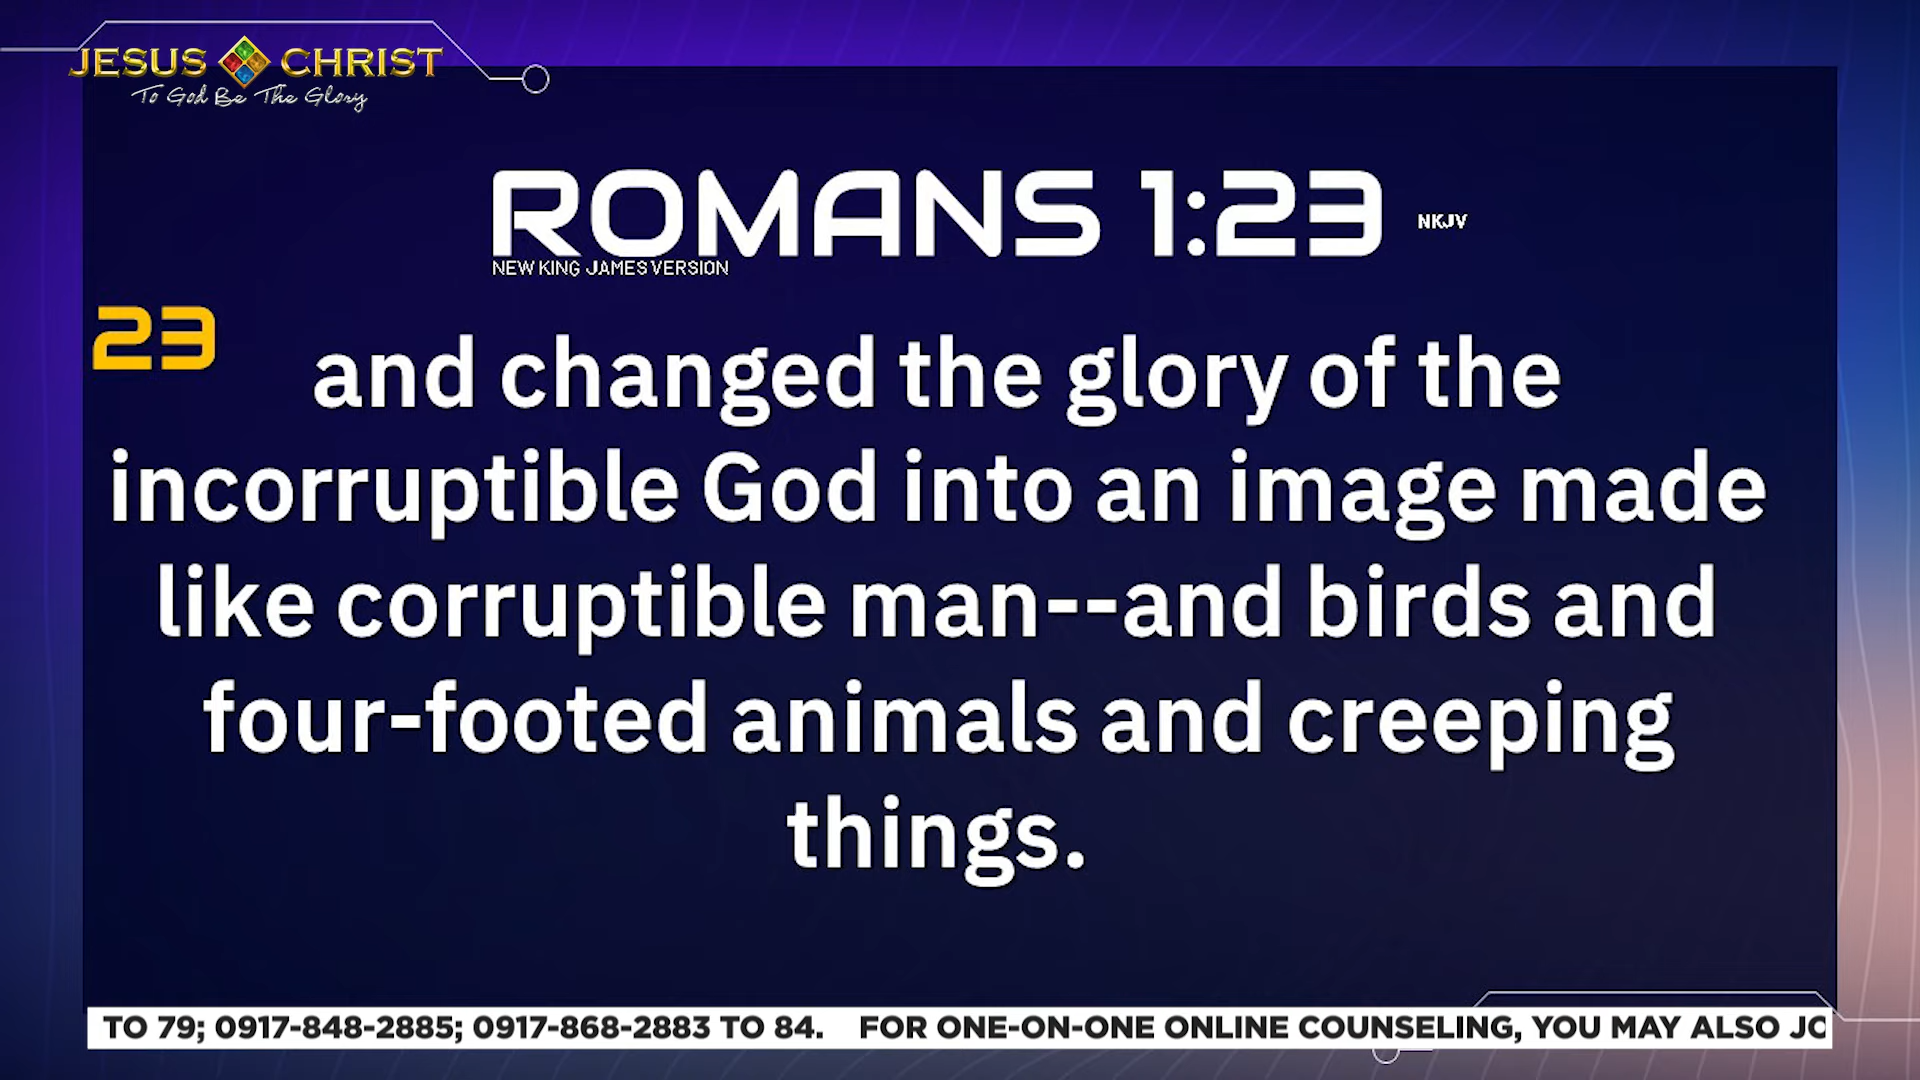 JESUS CHRIST
To God Be The Glory
ROMANS 1:23 NKJV
NEW KING JAMES VERSION
23
and changed the glory of the
incorruptible God into an image made
like corruptible man--and birds and
four-footed animals and creeping
things.
TO 79; 0917-848-2885; 0917-868-2883 TO 84. FOR ONE-ON-ONE ONLINE COUNSELING, YOU MAY ALSO